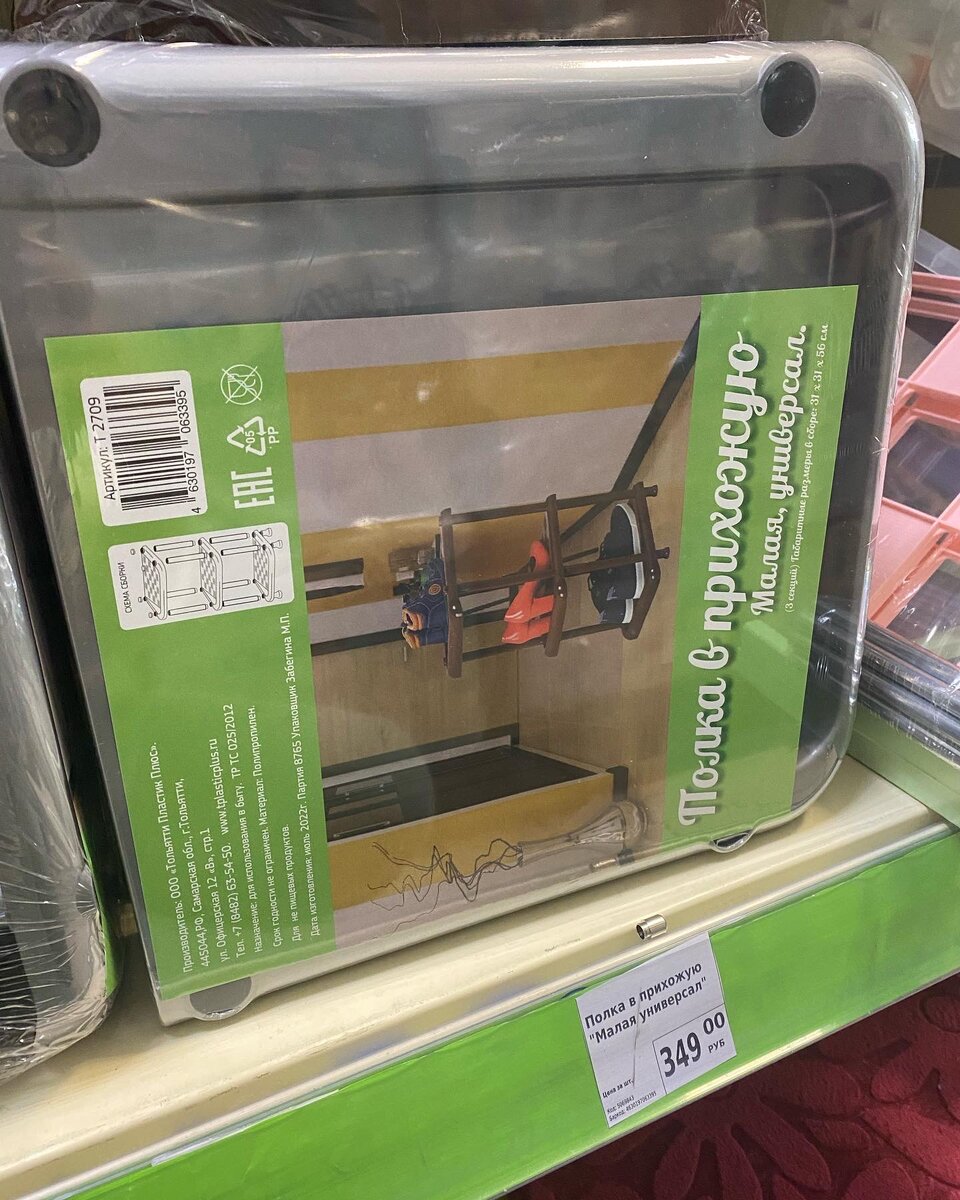 Полка в прихожую
Малая, универсал.
(3 секции) Габаритные размеры в сборе: 31 х 31 х 56 см
Артикул: Т 2709
4 630197 063395
СХЕМА СБОРКИ
EAC
05
PP
Производитель: ООО «Тольятти Пластик Плюс».
445044,РФ, Самарская обл., г.Тольятти,
ул. Офицерская 12 «В», стр.1
Тел. +7 (8482) 63-54-50. www.tplasticplus.ru
Назначение: для использования в быту. ТР ТС 025/2012
Срок годности не ограничен. Материал: Полипропилен.
Для не пищевых продуктов.
Дата изготовления: июль 2022г. Партия 8765 Упаковщик Забегина М.П.
Полка в прихожую
"Малая универсал"
349 00
РУБ
Цена за шт.
Код: 5069843
Баркод: 4630197063395